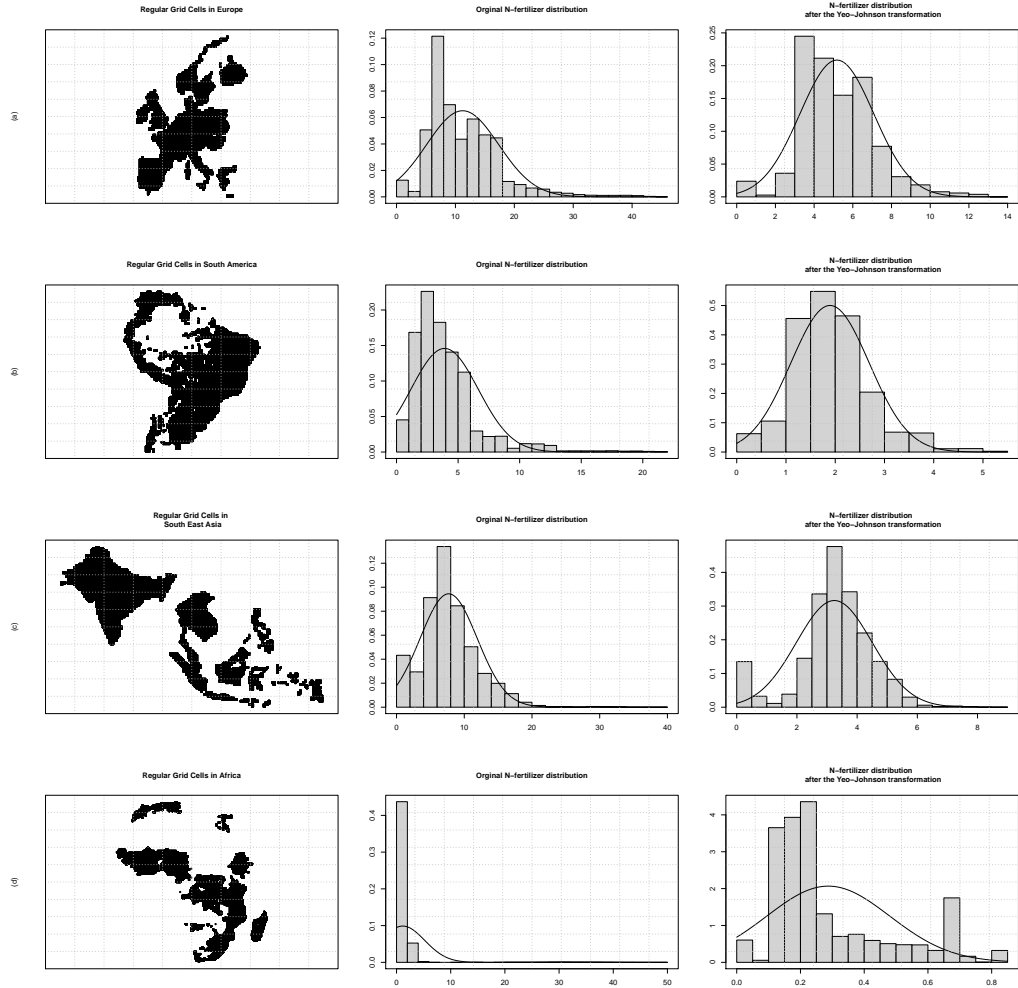 Regular Grid Cells in Europe
Orginal N−fertilizer distribution
N−fertilizer distribution
after the Yeo−Johnson transformation
(a)
0.00 0.02 0.04 0.06 0.08 0.10 0.12
0 10 20 30 40
0.00 0.05 0.10 0.15 0.20 0.25
0 2 4 6 8 10 12 14
Regular Grid Cells in South America
Orginal N−fertilizer distribution
N−fertilizer distribution
after the Yeo−Johnson transformation
(b)
0.00 0.05 0.10 0.15 0.20
0 5 10 15 20
0.0 0.1 0.2 0.3 0.4 0.5
0 1 2 3 4 5
Regular Grid Cells in
South East Asia
Orginal N−fertilizer distribution
N−fertilizer distribution
after the Yeo−Johnson transformation
(c)
0.00 0.02 0.04 0.06 0.08 0.10 0.12
0 10 20 30 40
0.0 0.1 0.2 0.3 0.4
0 2 4 6 8
Regular Grid Cells in Africa
Orginal N−fertilizer distribution
N−fertilizer distribution
after the Yeo−Johnson transformation
(d)
0.0 0.1 0.2 0.3 0.4
0 10 20 30 40 50
0 1 2 3 4
0.0 0.2 0.4 0.6 0.8